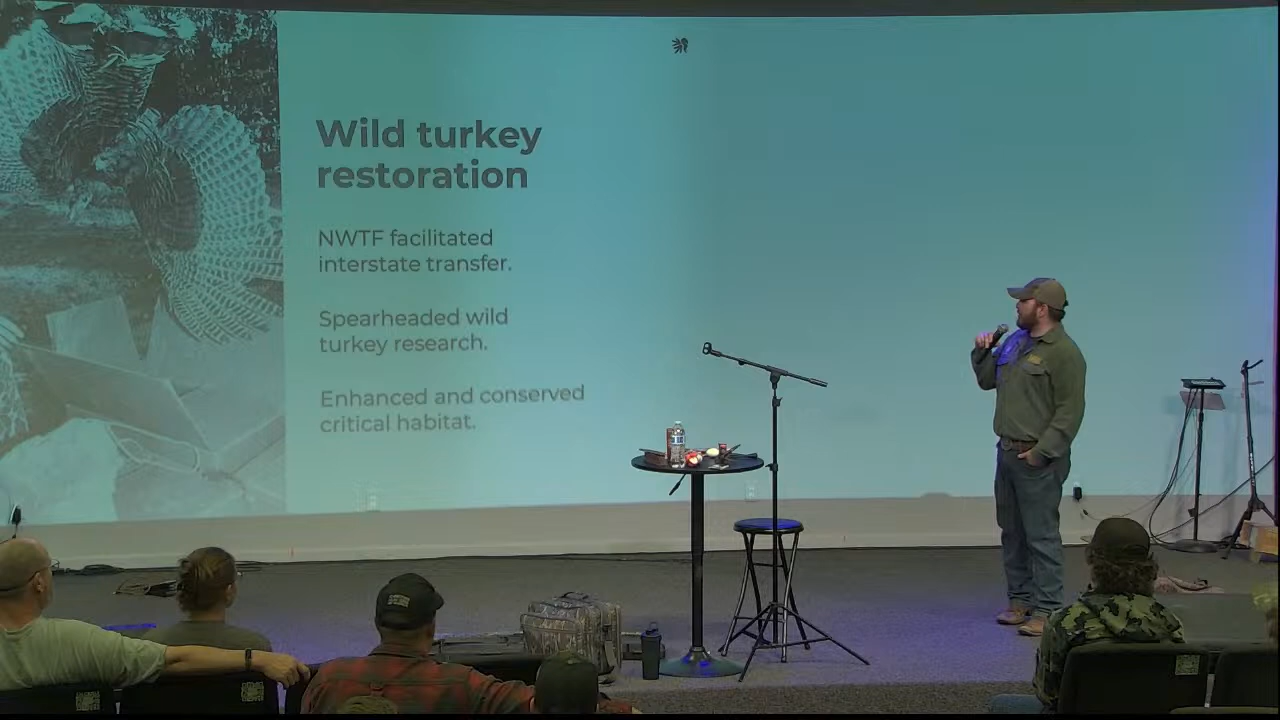 Wild turkey
restoration
NWTF facilitated
interstate transfer.
Spearheaded wild
turkey research.
Enhanced and conserved
critical habitat.